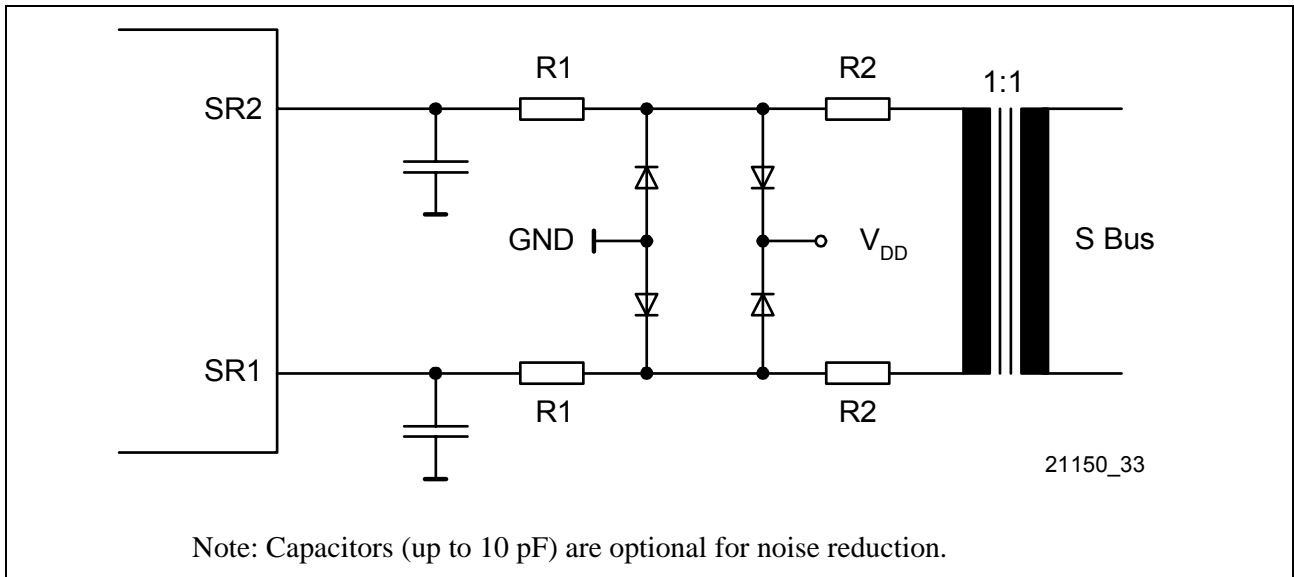 R1
R2
1:1
SR2
GND
VDD
S Bus
SR1
R1
R2
21150_33
Note: Capacitors (up to 10 pF) are optional for noise reduction.